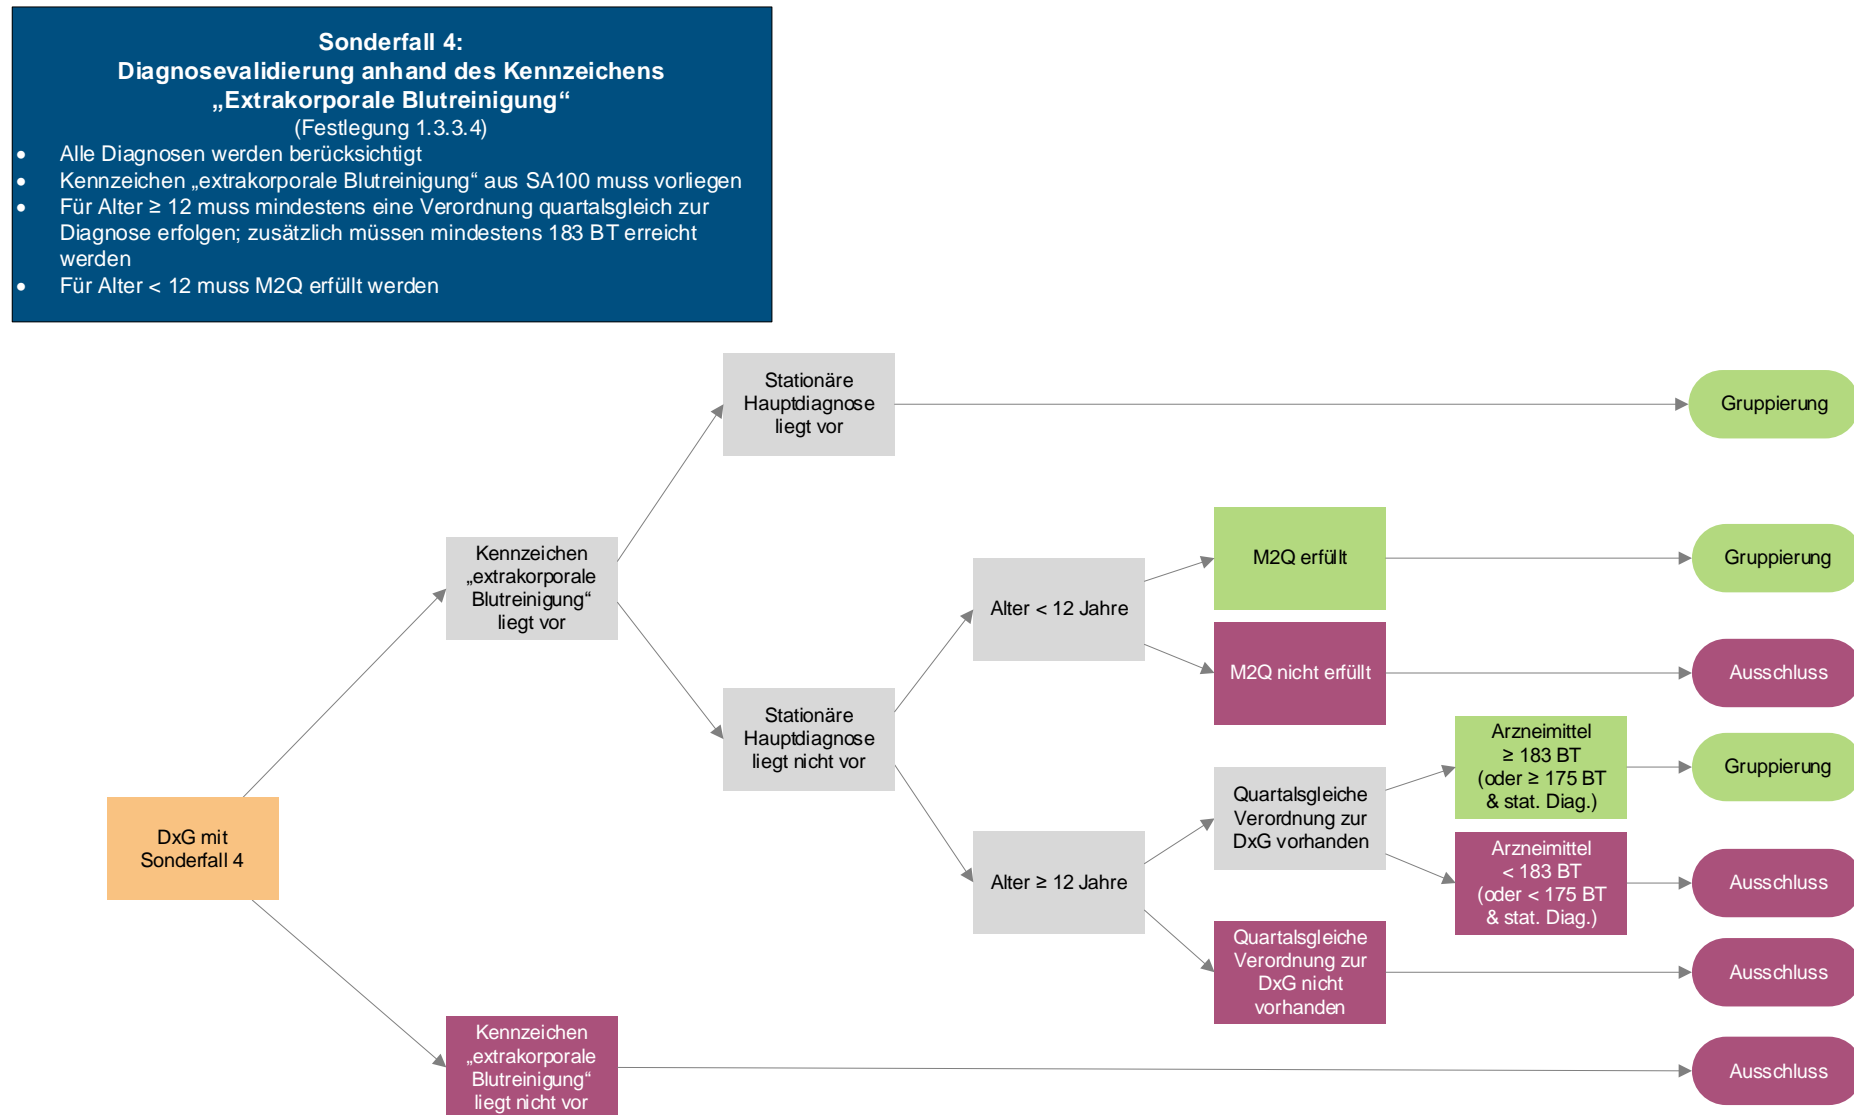 Sonderfall 4:
Diagnosevalidierung anhand des Kennzeichens
„Extrakorporale Blutreinigung“
(Festlegung 1.3.3.4)
• Alle Diagnosen werden berücksichtigt
• Kennzeichen „extrakorporale Blutreinigung“ aus SA100 muss vorliegen
• Für Alter ≥ 12 muss mindestens eine Verordnung quartalsgleich zur
Diagnose erfolgen; zusätzlich müssen mindestens 183 BT erreicht
werden
• Für Alter < 12 muss M2Q erfüllt werden
Stationäre
Hauptdiagnose
liegt vor
Gruppierung
Kennzeichen
„extrakorporale
Blutreinigung“
liegt vor
M2Q erfüllt
Gruppierung
Alter < 12 Jahre
M2Q nicht erfüllt
Ausschluss
Stationäre
Hauptdiagnose
liegt nicht vor
Arzneimittel
≥ 183 BT
(oder ≥ 175 BT
& stat. Diag.)
Gruppierung
Quartalsgleiche
Verordnung zur
DxG vorhanden
DxG mit
Sonderfall 4
Alter ≥ 12 Jahre
Arzneimittel
< 183 BT
(oder < 175 BT
& stat. Diag.)
Ausschluss
Quartalsgleiche
Verordnung zur
DxG nicht
vorhanden
Ausschluss
Kennzeichen
„extrakorporale
Blutreinigung“
liegt nicht vor
Ausschluss